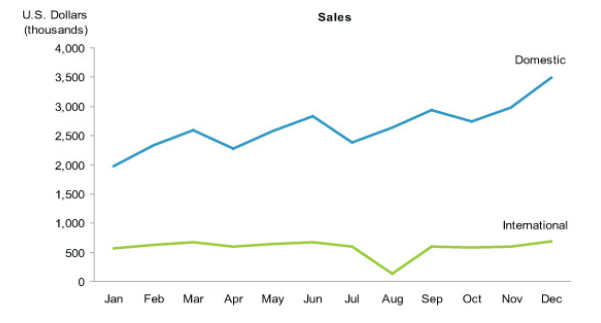 U.S. Dollars
(thousands)
Sales
4,000
Domestic
3,500
3,000
2,500
2,000
1,500
International
1,000
500
0
Jan Feb Mar Apr May Jun Jul Aug Sep Oct Nov Dec